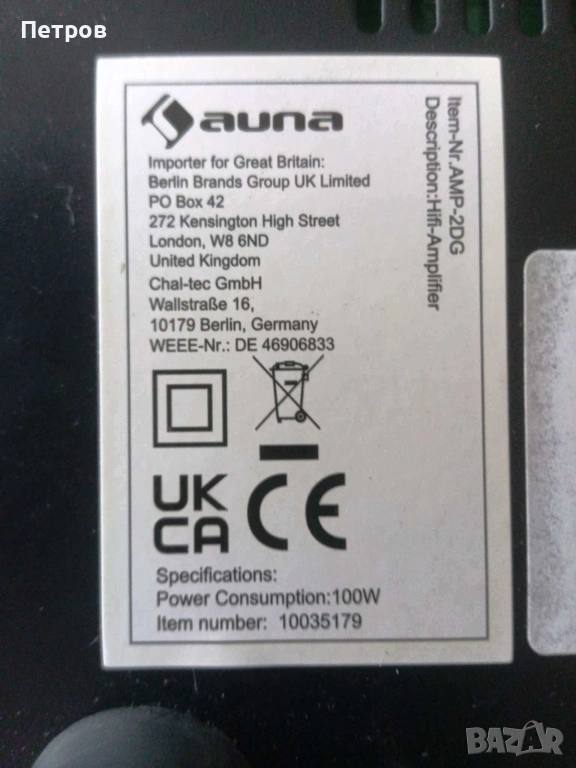 Петров
auna
Importer for Great Britain:
Berlin Brands Group UK Limited
PO Box 42
272 Kensington High Street
London, W8 6ND
United Kingdom
Chal-tec GmbH
Wallstraße 16,
10179 Berlin, Germany
WEEE-Nr.: DE 46906833
Item-Nr.AMP-2DG
Description:Hifi-Amplifier
UK
CA
CE
Specifications:
Power Consumption:100W
Item number: 10035179
BAZAR